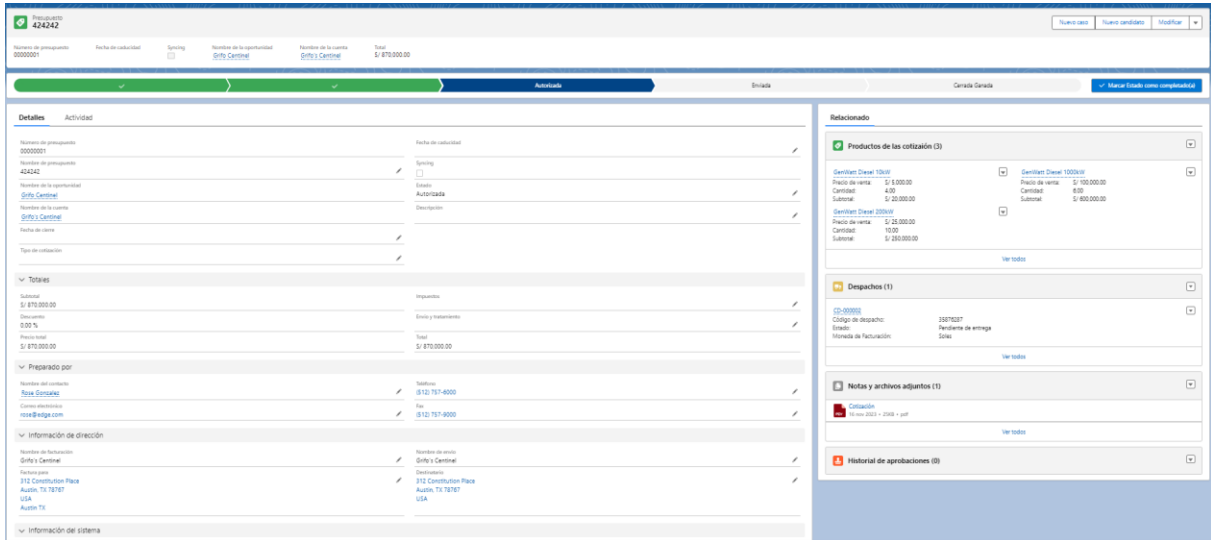 Presupuesto
424242
Nuevo caso
Nuevo candidato
Modificar
Número de presupuesto
00000001
Fecha de caducidad
Syncing
Nombre de la oportunidad
Grifo Centinel
Nombre de la cuenta
Grifo's Centinel
Total
S/ 870,000.00
Autorizada
Enviada
Cerrada Ganada
Marcar Estado como completado(a)
Detalles
Actividad
Número de presupuesto
00000001
Fecha de caducidad
Nombre de presupuesto
424242
Syncing
Nombre de la oportunidad
Grifo Centinel
Estado
Autorizada
Nombre de la cuenta
Grifo's Centinel
Descripción
Fecha de cierre
Tipo de cotización
Totales
Subtotal
S/ 870,000.00
Impuestos
Descuento
0.00 %
Envío y tratamiento
Precio total
S/ 870,000.00
Total
S/ 870,000.00
Preparado por
Nombre del contacto
Rose Gonzalez
Teléfono
(512) 757-6000
Correo electrónico
rose@edge.com
Fax
(512) 757-9000
Información de dirección
Nombre de facturación
Grifo's Centinel
Nombre de envío
Grifo's Centinel
Factura para
312 Constitution Place
Austin, TX 78767
USA
Austin TX
Destinatario
312 Constitution Place
Austin, TX 78767
USA
Información del sistema
Relacionado
Productos de las cotizaión (3)
GenWatt Diesel 10kW
Precio de venta: S/ 5,000.00
Cantidad: 4.00
Subtotal: S/ 20,000.00
GenWatt Diesel 1000kW
Precio de venta: S/ 100,000.00
Cantidad: 6.00
Subtotal: S/ 600,000.00
GenWatt Diesel 200kW
Precio de venta: S/ 25,000.00
Cantidad: 10.00
Subtotal: S/ 250,000.00
Ver todos
Despachos (1)
CD-000002
Código de despacho: 35876287
Estado: Pendiente de entrega
Moneda de Facturación: Soles
Ver todos
Notas y archivos adjuntos (1)
Cotización
16 nov 2023 • 25KB • pdf
Ver todos
Historial de aprobaciones (0)